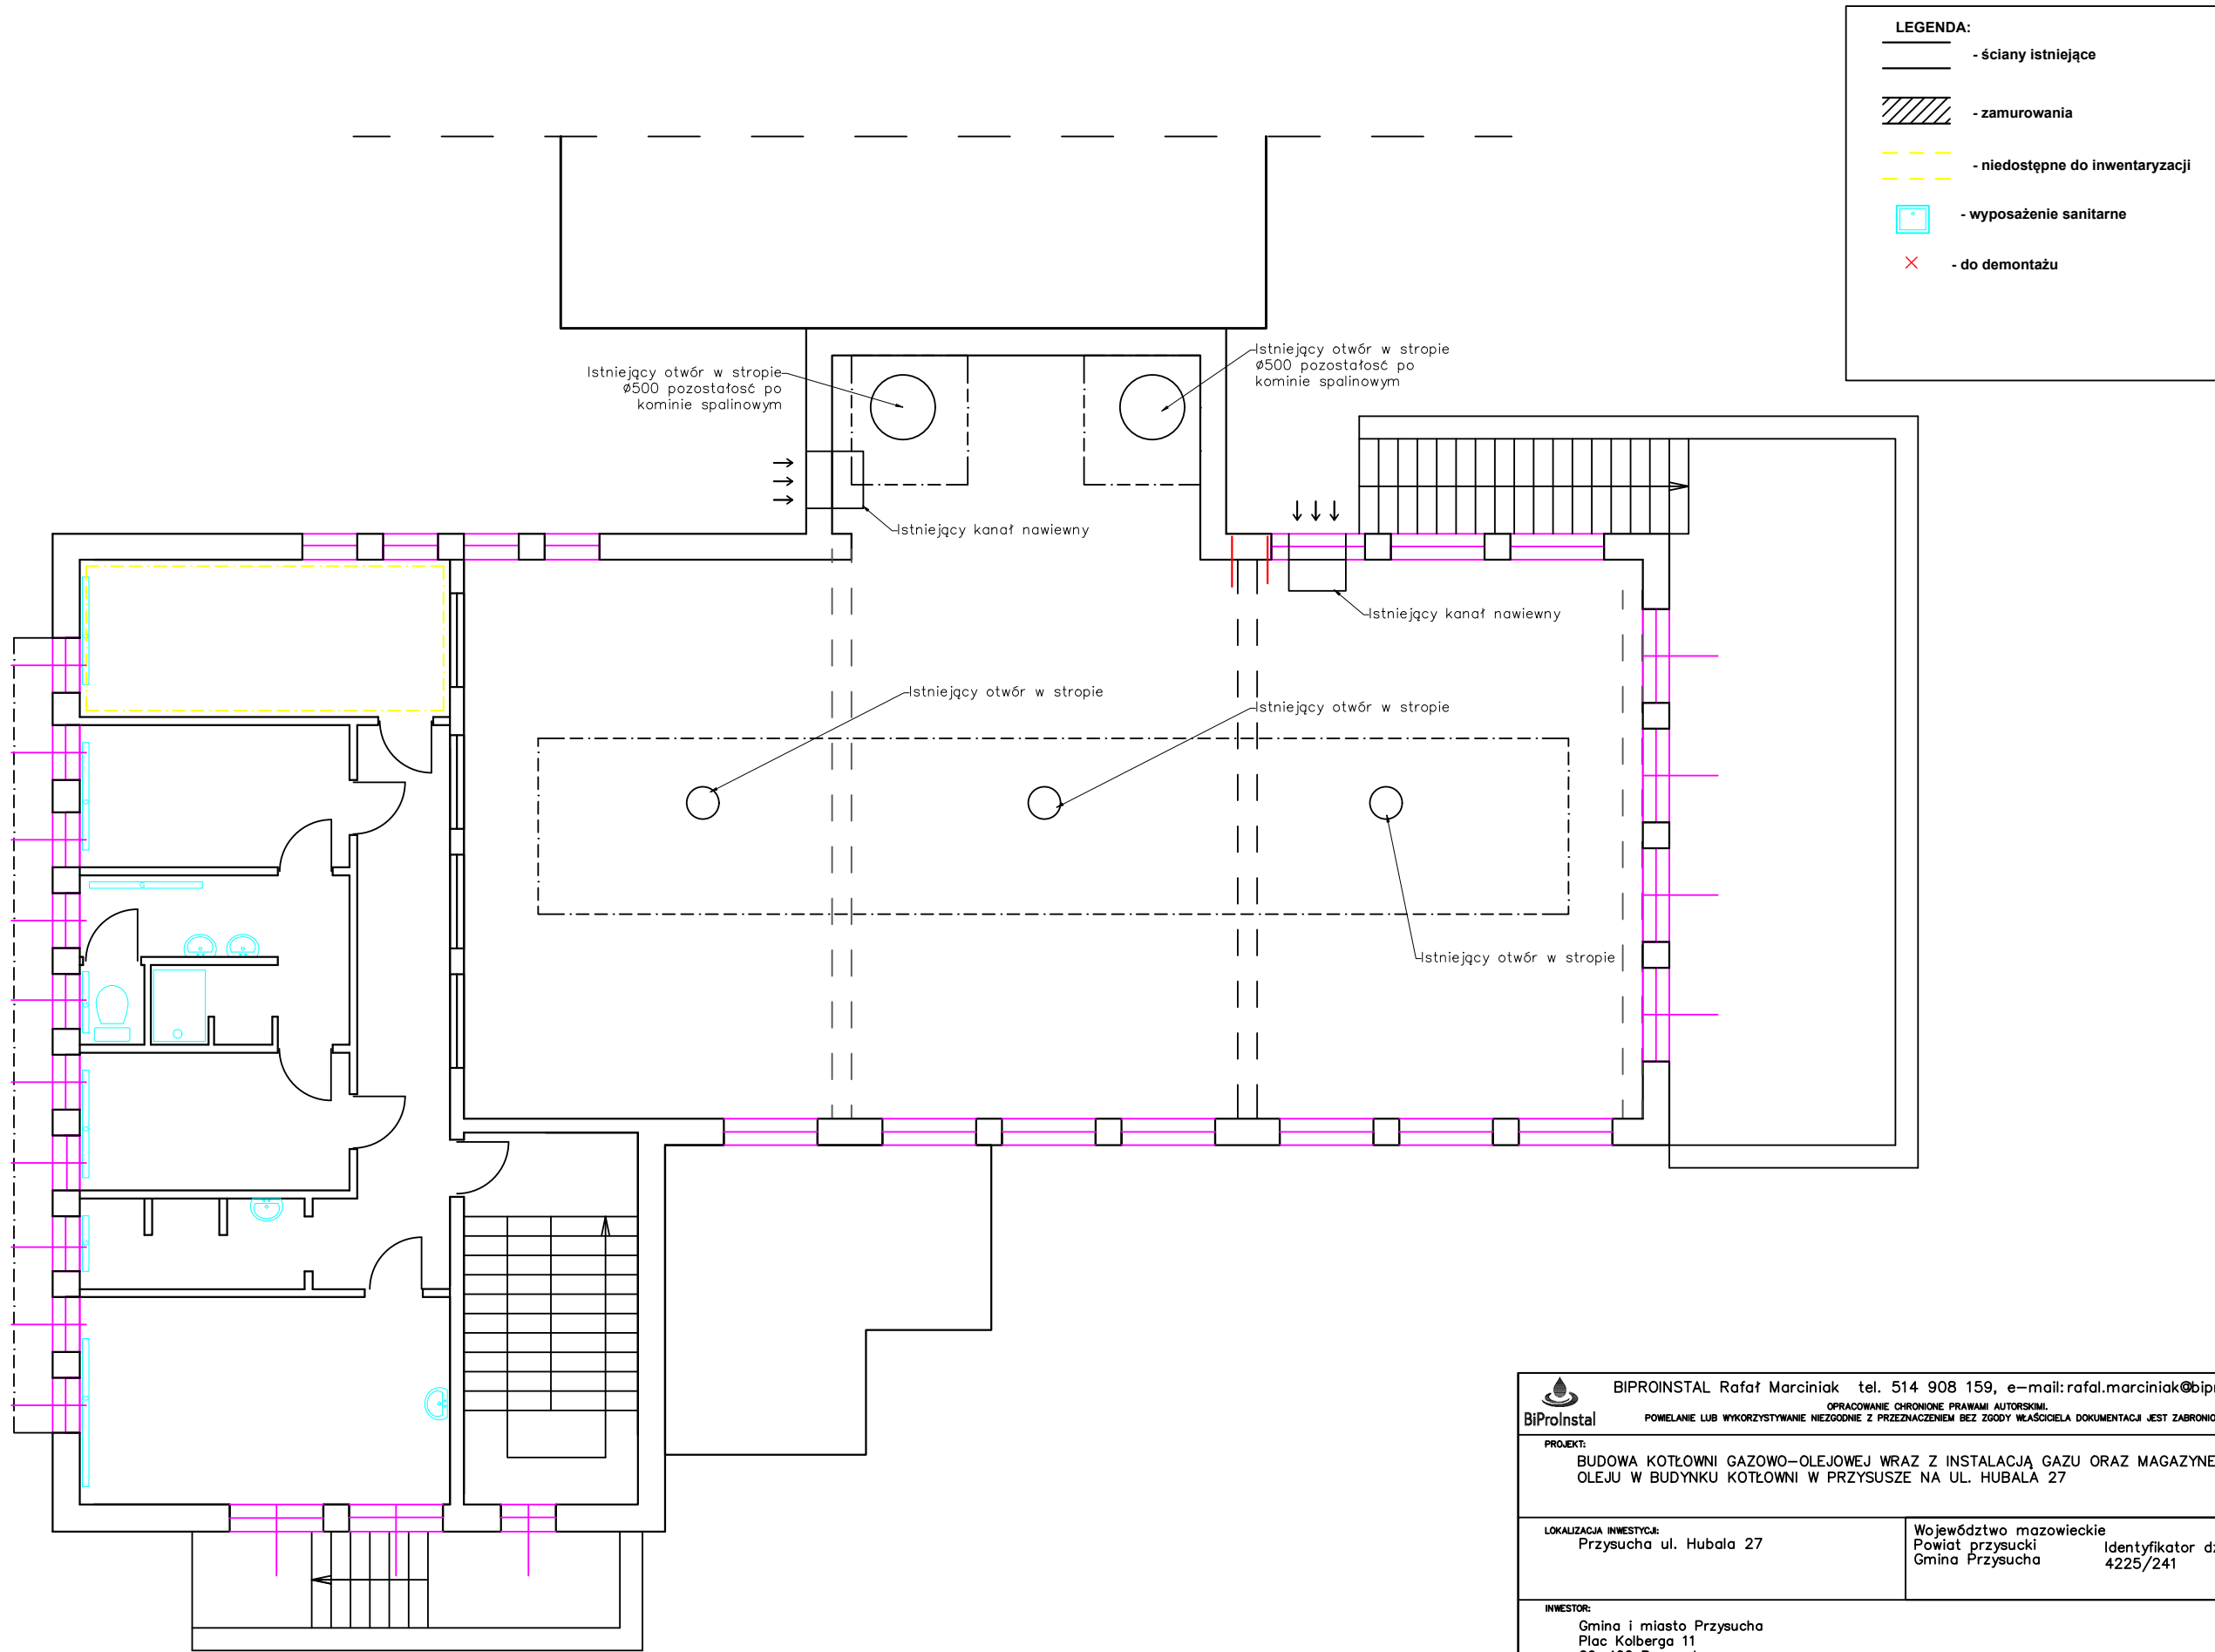 LEGENDA:
- ściany istniejące
- zamurowania
- niedostępne do inwentaryzacji
- wyposażenie sanitarne
- do demontażu
Istniejący otwór w stropie
Ø500 pozostałosć po
kominie spalinowym
Istniejący otwór w stropie
Ø500 pozostałosć po
kominie spalinowym
Istniejący kanał nawiewny
Istniejący kanał nawiewny
Istniejący otwór w stropie
Istniejący otwór w stropie
Istniejący otwór w stropie
BiProInstal
BIPROINSTAL Rafał Marciniak tel. 514 908 159, e-mail: rafal.marciniak@bipr
OPRACOWANIE CHRONIONE PRAWAMI AUTORSKIMI.
POWIELANIE LUB WYKORZYSTYWANIE NIEZGODNIE Z PRZEZNACZENIEM BEZ ZGODY WŁAŚCICIELA DOKUMENTACJI JEST ZABRONIO
PROJEKT:
BUDOWA KOTŁOWNI GAZOWO-OLEJOWEJ WRAZ Z INSTALACJĄ GAZU ORAZ MAGAZYNE
OLEJU W BUDYNKU KOTŁOWNI W PRZYSUSZE NA UL. HUBALA 27
LOKALIZACJA INWESTYCJI:
Przysucha ul. Hubala 27
Województwo mazowieckie
Powiat przysucki
Gmina Przysucha
Identyfikator dz
4225/241
INWESTOR:
Gmina i miasto Przysucha
Plac Kolberga 11